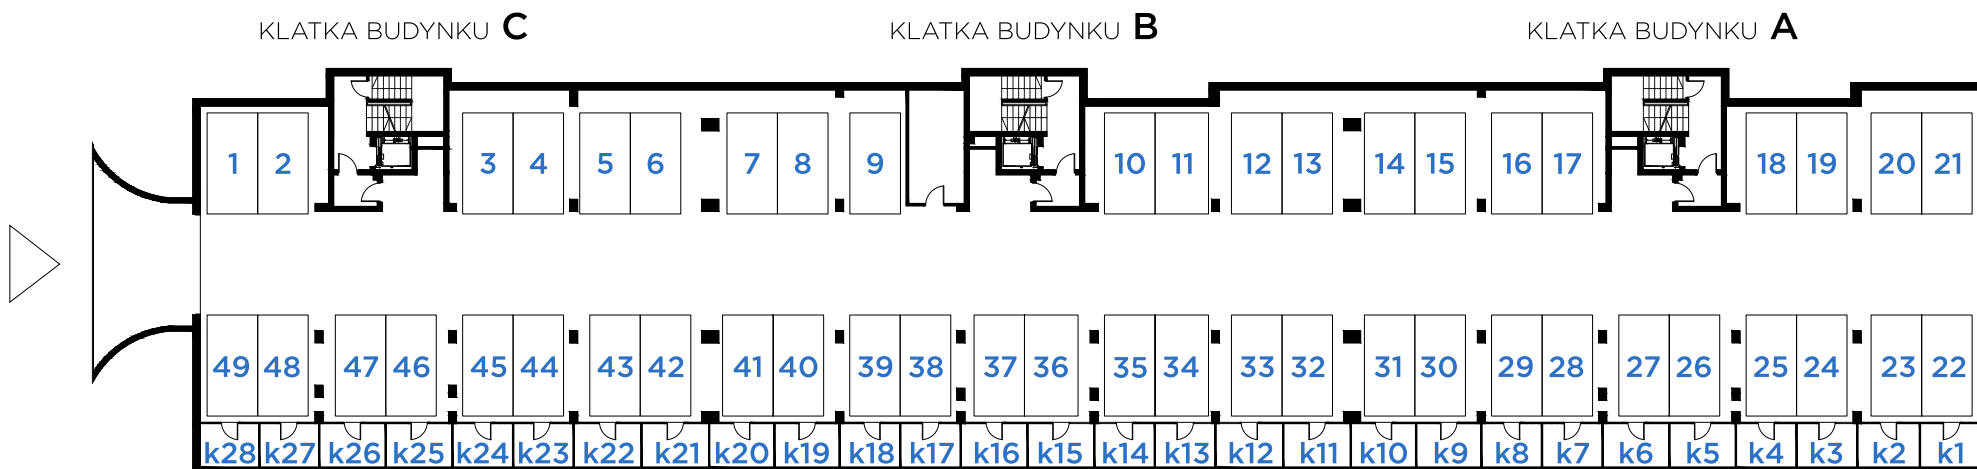 KLATKA BUDYNKU C KLATKA BUDYNKU B KLATKA BUDYNKU A
1 2 3 4 5 6 7 8 9 10 11 12 13 14 15 16 17 18 19 20 21
49 48 47 46 45 44 43 42 41 40 39 38 37 36 35 34 33 32 31 30 29 28 27 26 25 24 23 22
k28 k27 k26 k25 k24 k23 k22 k21 k20 k19 k18 k17 k16 k15 k14 k13 k12 k11 k10 k9 k8 k7 k6 k5 k4 k3 k2 k1